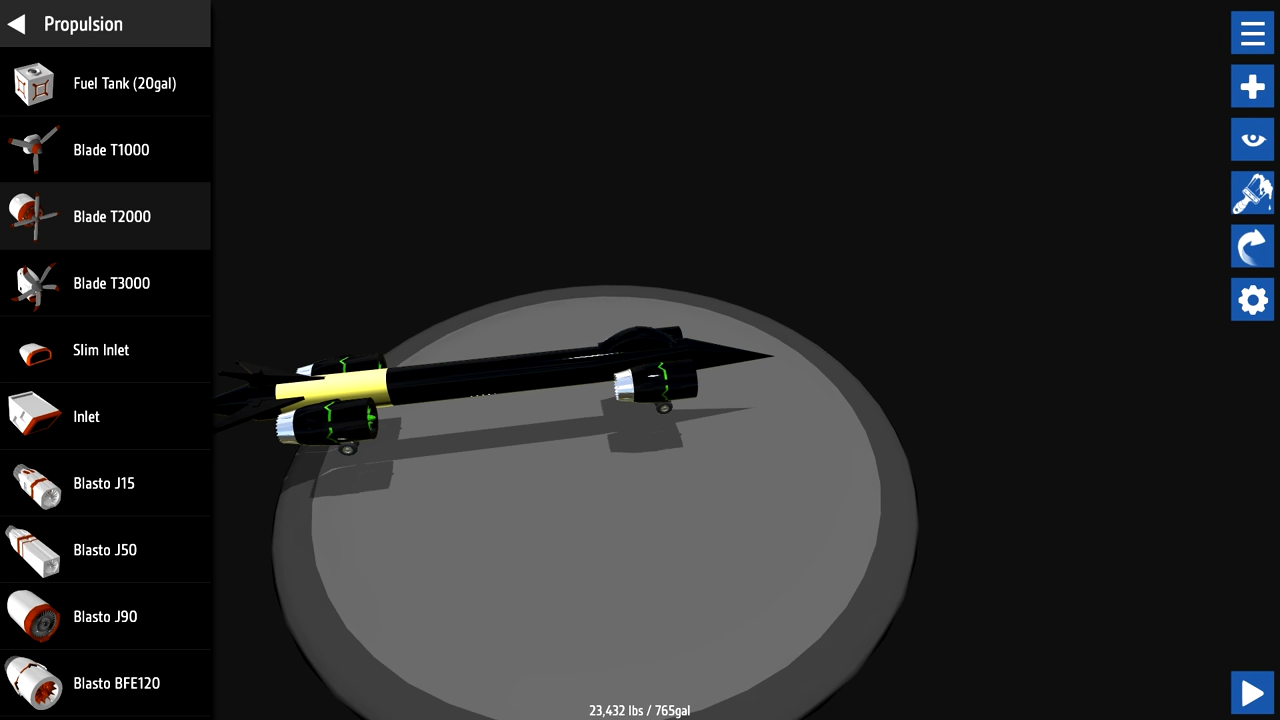 Propulsion
Fuel Tank (20gal)
Blade T1000
Blade T2000
Blade T3000
Slim Inlet
Inlet
Blasto J15
Blasto J50
Blasto J90
Blasto BFE120
23,432 lbs / 765gal